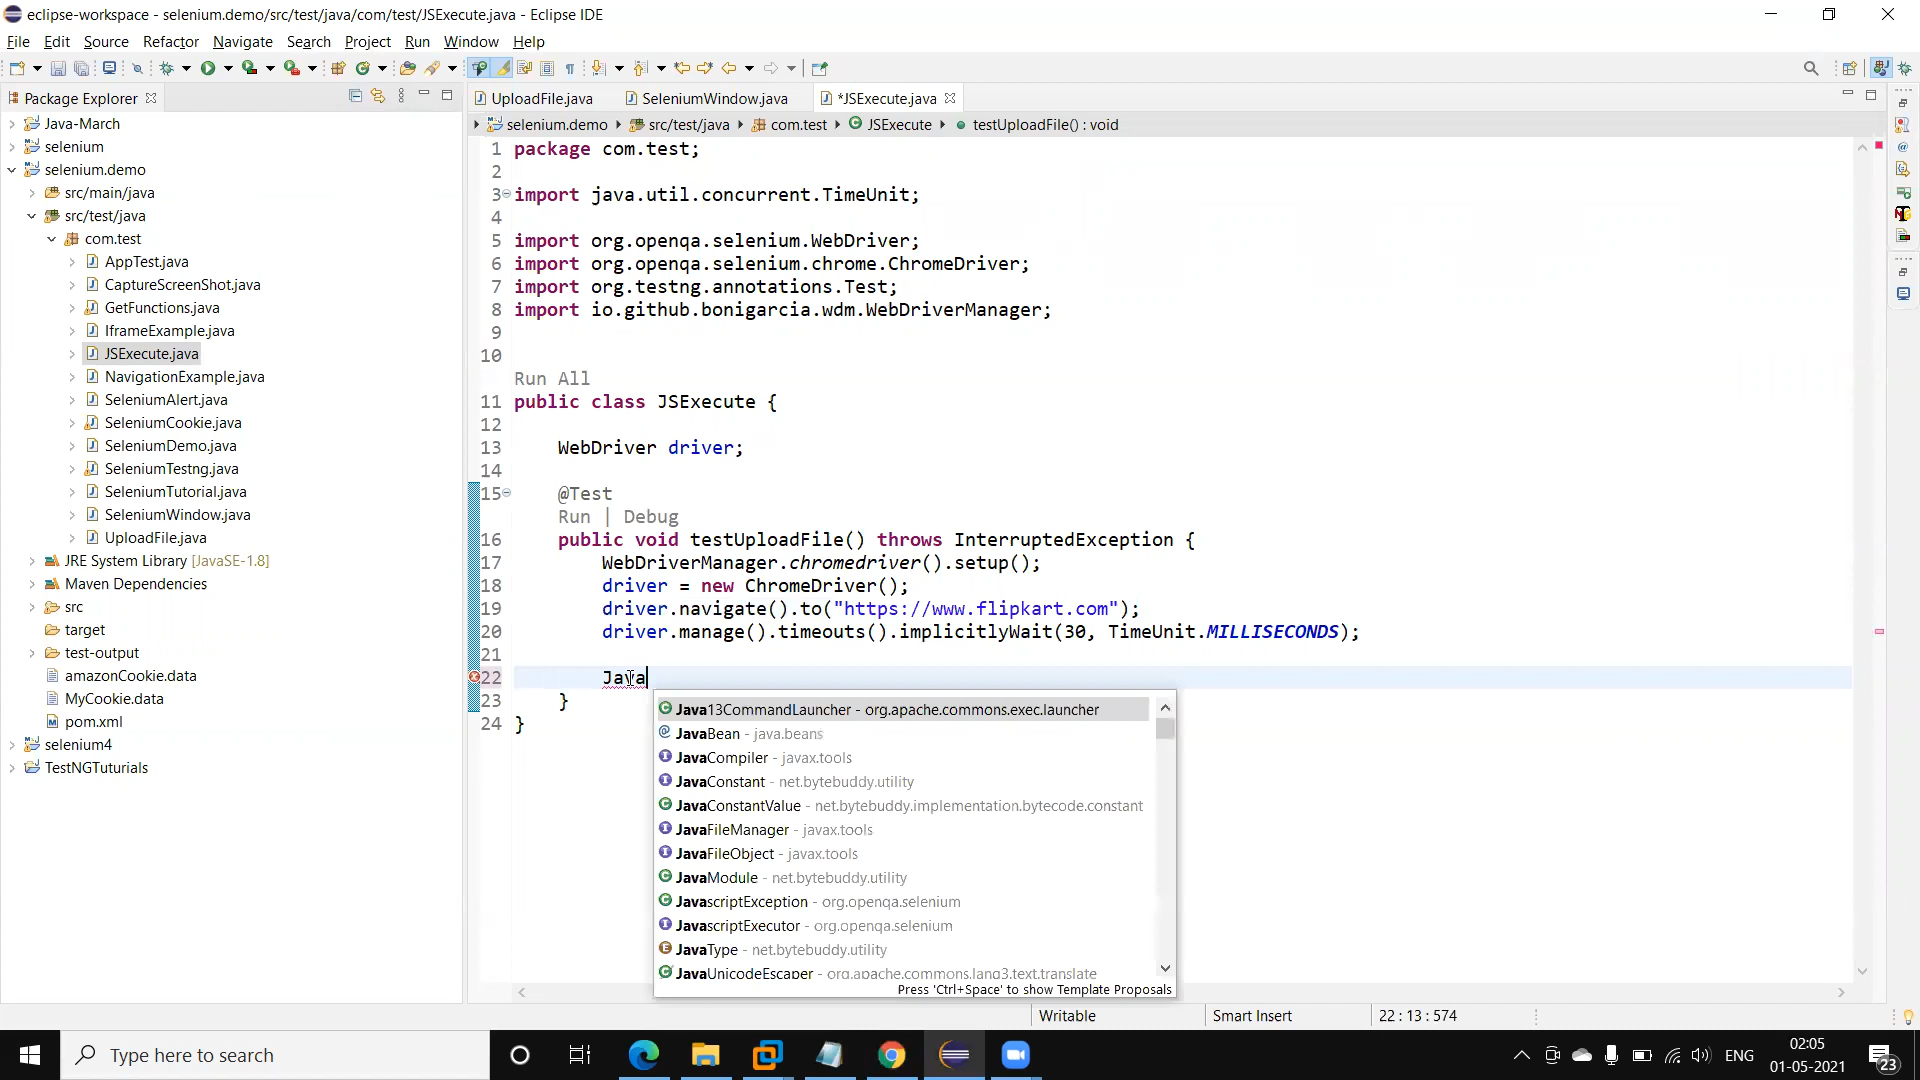 eclipse-workspace - selenium.demo/src/test/java/com/test/JSExecute.java - Eclipse IDE
File Edit Source Refactor Navigate Search Project Run Window Help
Package Explorer
UploadFile.java SeleniumWindow.java *JSExecute.java
selenium.demo src/test/java com.test JSExecute testUploadFile() : void
Java-March
selenium
selenium.demo
src/main/java
src/test/java
com.test
AppTest.java
CaptureScreenShot.java
GetFunctions.java
IframeExample.java
JSExecute.java
NavigationExample.java
SeleniumAlert.java
SeleniumCookie.java
SeleniumDemo.java
SeleniumTestng.java
SeleniumTutorial.java
SeleniumWindow.java
UploadFile.java
JRE System Library [JavaSE-1.8]
Maven Dependencies
src
target
test-output
amazonCookie.data
MyCookie.data
pom.xml
selenium4
TestNGTuturials
1 package com.test;
2
3 import java.util.concurrent.TimeUnit;
4
5 import org.openqa.selenium.WebDriver;
6 import org.openqa.selenium.chrome.ChromeDriver;
7 import org.testng.annotations.Test;
8 import io.github.bonigarcia.wdm.WebDriverManager;
9
10
Run All
11 public class JSExecute {
12
13 WebDriver driver;
14
15 @Test
Run | Debug
16 public void testUploadFile() throws InterruptedException {
17 WebDriverManager.chromedriver().setup();
18 driver = new ChromeDriver();
19 driver.navigate().to("https://www.flipkart.com");
20 driver.manage().timeouts().implicitlyWait(30, TimeUnit.MILLISECONDS);
21
22 Java
23 }
24 }
Java13CommandLauncher - org.apache.commons.exec.launcher
JavaBean - java.beans
JavaCompiler - javax.tools
JavaConstant - net.bytebuddy.utility
JavaConstantValue - net.bytebuddy.implementation.bytecode.constant
JavaFileManager - javax.tools
JavaFileObject - javax.tools
JavaModule - net.bytebuddy.utility
JavascriptException - org.openqa.selenium
JavascriptExecutor - org.openqa.selenium
JavaType - net.bytebuddy.utility
JavaUnicodeEscaper - org.apache.commons.lang3.text.translate
Press 'Ctrl+Space' to show Template Proposals
Writable Smart Insert 22 : 13 : 574
Type here to search
ENG
02:05
01-05-2021
23